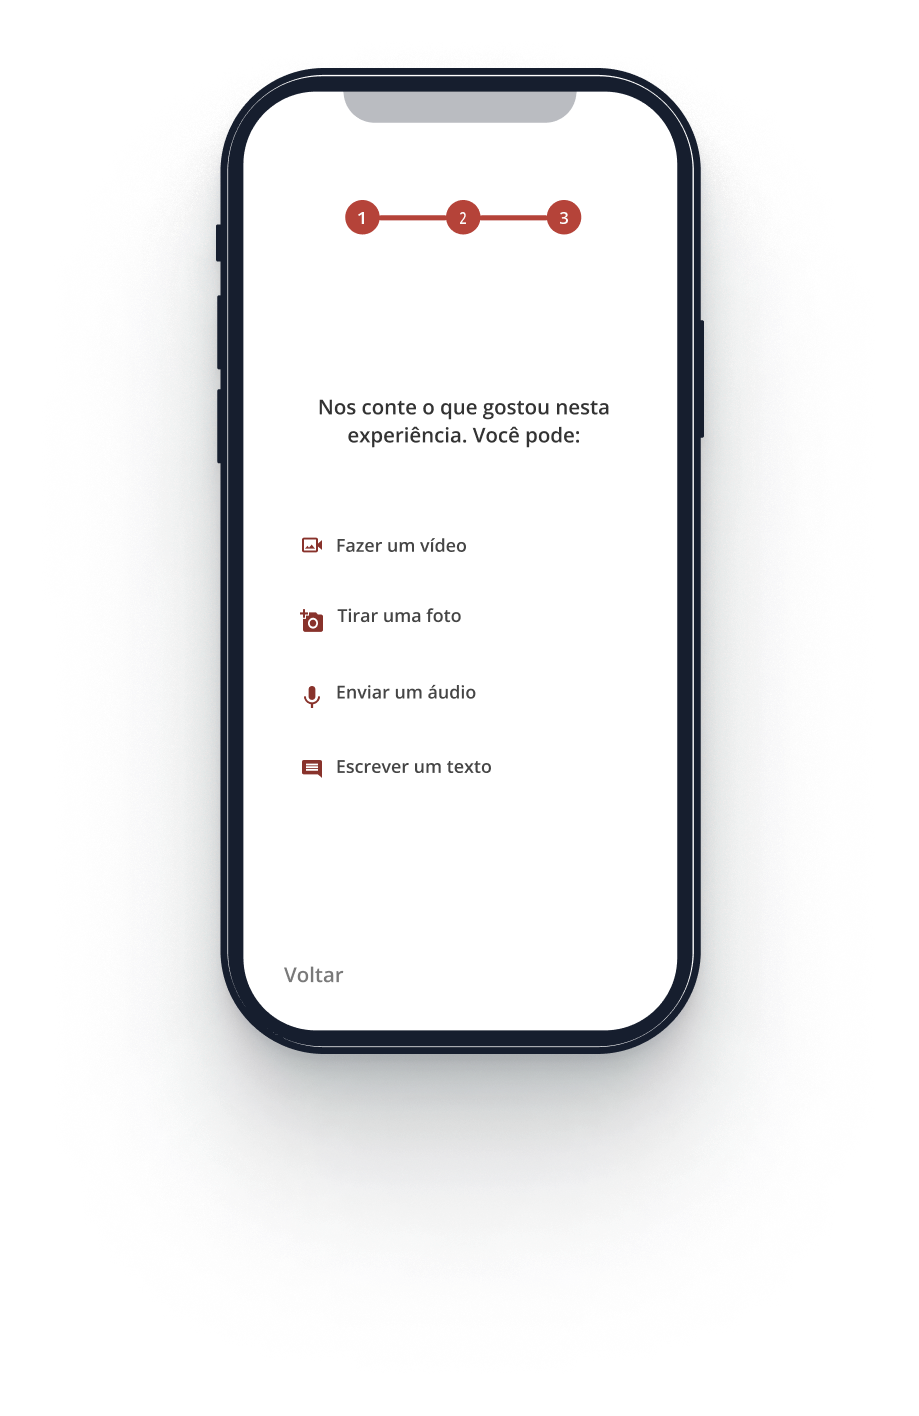 1 2 3
Nos conte o que gostou nesta
experiência. Você pode:
Fazer um vídeo
Tirar uma foto
Enviar um áudio
Escrever um texto
Voltar